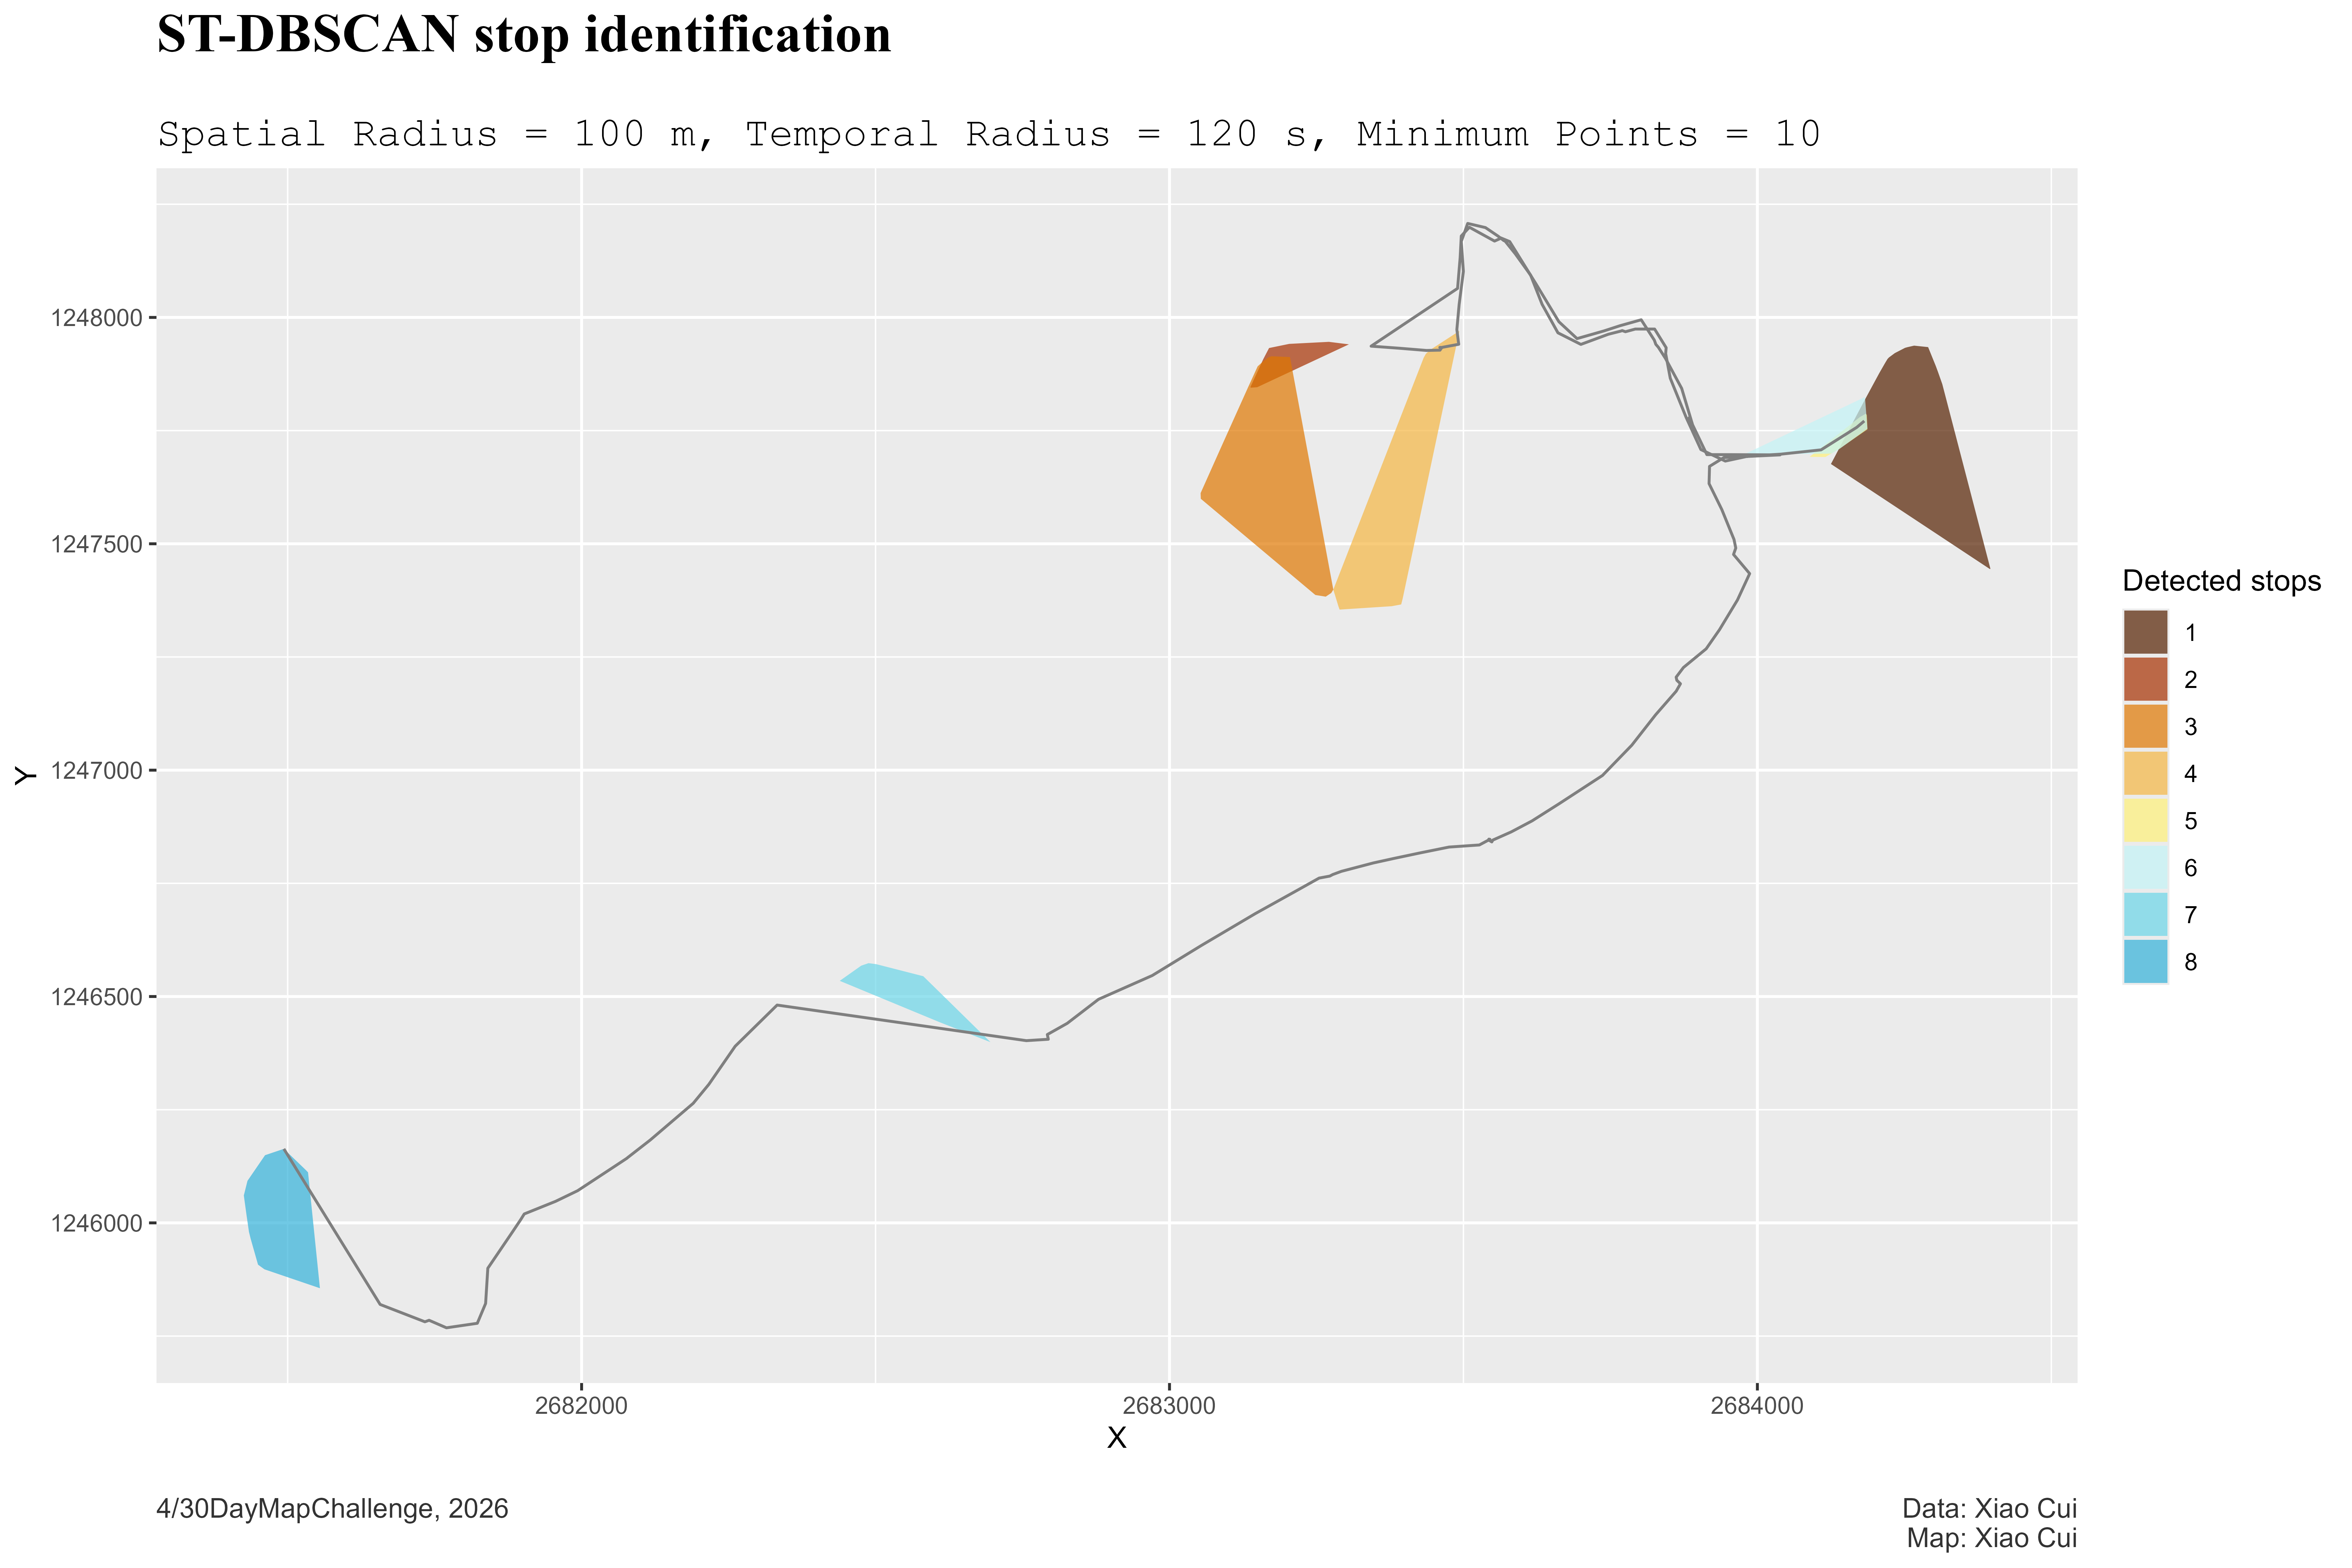 ST-DBSCAN stop identification
Spatial Radius = 100 m, Temporal Radius = 120 s, Minimum Points = 10
1248000
1247500
1247000
1246500
1246000
Y
2682000
2683000
2684000
X
Detected stops
1
2
3
4
5
6
7
8
4/30DayMapChallenge, 2026
Data: Xiao Cui
Map: Xiao Cui